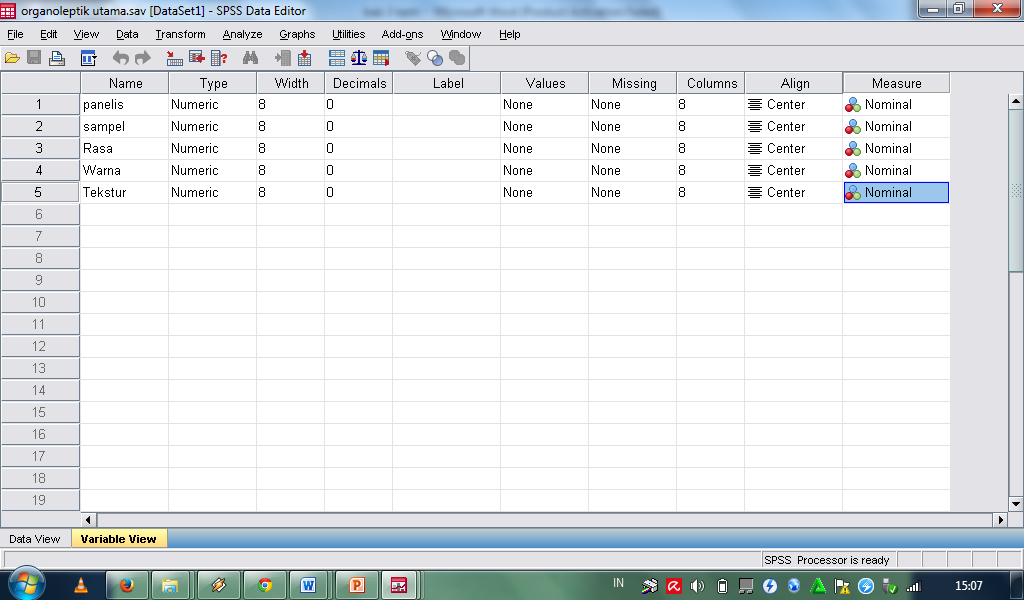 organoleptik utama.sav [DataSet1] - SPSS Data Editor
File Edit View Data Transform Analyze Graphs Utilities Add-ons Window Help
Name Type Width Decimals Label Values Missing Columns Align Measure
1 panelis Numeric 8 0 None None 8 Center Nominal
2 sampel Numeric 8 0 None None 8 Center Nominal
3 Rasa Numeric 8 0 None None 8 Center Nominal
4 Warna Numeric 8 0 None None 8 Center Nominal
5 Tekstur Numeric 8 0 None None 8 Center Nominal
6
7
8
9
10
11
12
13
14
15
16
17
18
19
Data View Variable View
SPSS Processor is ready
IN 15:07